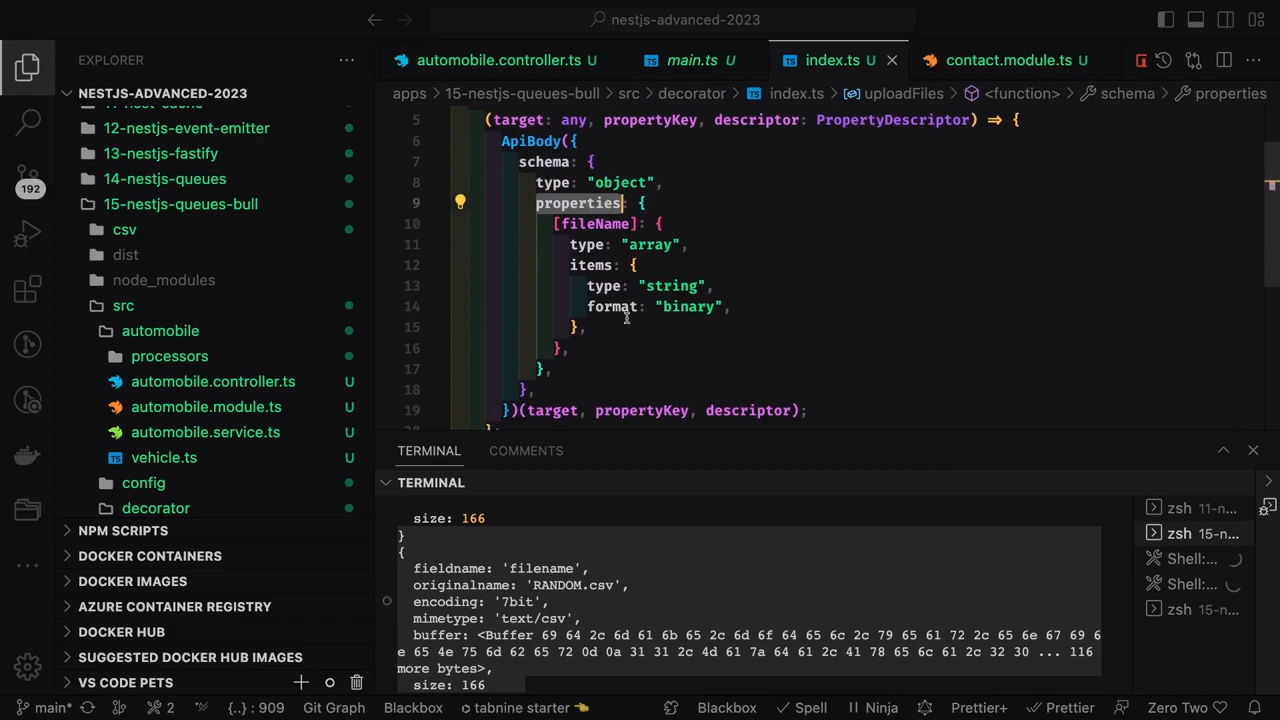 nestjs-advanced-2023
EXPLORER
NESTJS-ADVANCED-2023
11-nest-cache
12-nestjs-event-emitter
13-nestjs-fastify
14-nestjs-queues
15-nestjs-queues-bull
csv
dist
node_modules
src
automobile
processors
automobile.controller.ts U
automobile.module.ts U
automobile.service.ts U
vehicle.ts U
config
decorator
NPM SCRIPTS
DOCKER CONTAINERS
DOCKER IMAGES
AZURE CONTAINER REGISTRY
DOCKER HUB
SUGGESTED DOCKER HUB IMAGES
VS CODE PETS
192
automobile.controller.ts U
main.ts U
index.ts U
contact.module.ts U
apps > 15-nestjs-queues-bull > src > decorator > index.ts > uploadFiles > <function> > schema > properties
5 (target: any, propertyKey, descriptor: PropertyDescriptor) => {
6 ApiBody({
7 schema: {
8 type: "object",
9 properties: {
10 [fileName]: {
11 type: "array",
12 items: {
13 type: "string",
14 format: "binary",
15 },
16 },
17 },
18 },
19 })(target, propertyKey, descriptor);
TERMINAL COMMENTS
TERMINAL
size: 166
}
{
fieldname: 'filename',
originalname: 'RANDOM.csv',
encoding: '7bit',
mimetype: 'text/csv',
buffer: <Buffer 69 64 2c 6d 61 6b 65 2c 6d 6f 64 65 6c 2c 79 65 61 72 2c 65 6e 67 69 6
e 65 4e 75 6d 62 65 72 0d 0a 31 31 2c 4d 61 7a 64 61 2c 41 78 65 6c 61 2c 32 30 ... 116
more bytes>,
size: 166
zsh 11-n...
zsh 15-n...
Shell:...
Shell:...
zsh 15-n...
main* 2 {..} : 909 Git Graph Blackbox tabnine starter Blackbox Spell Ninja Prettier+ Prettier Zero Two